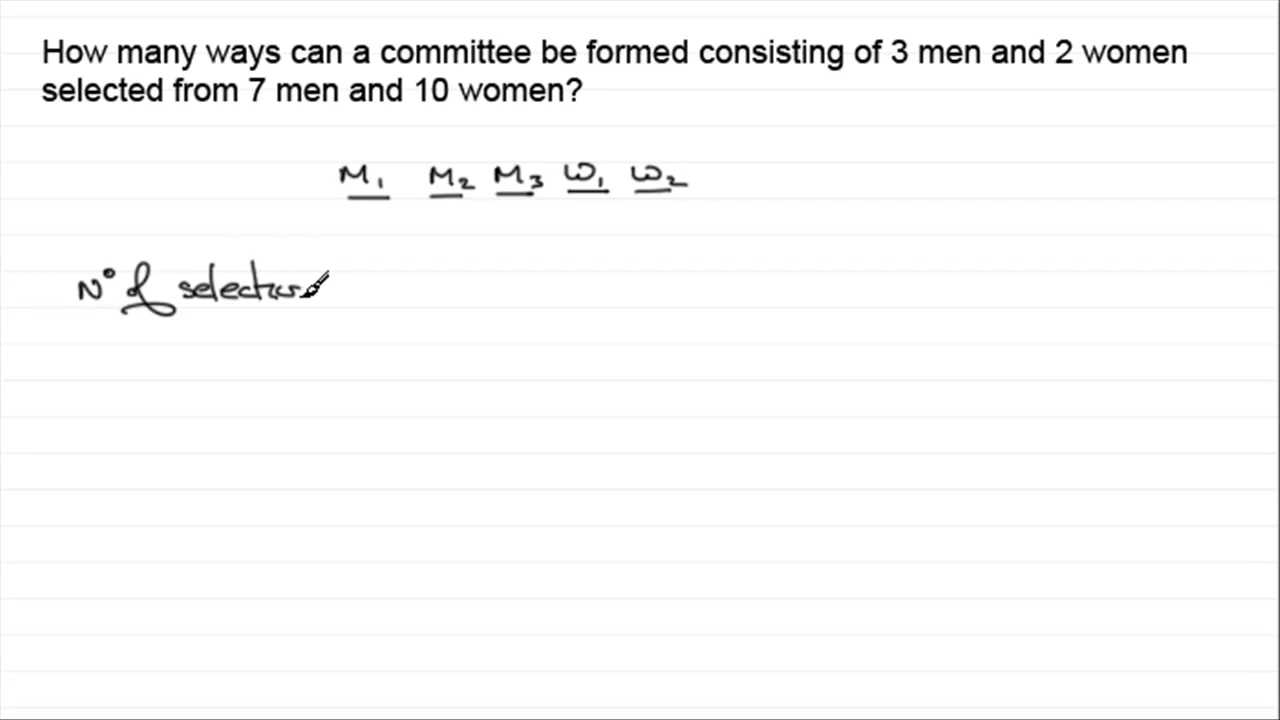 How many ways can a committee be formed consisting of 3 men and 2 women
selected from 7 men and 10 women?
M₁ M₂ M₃ W₁ W₂
Nº of selections